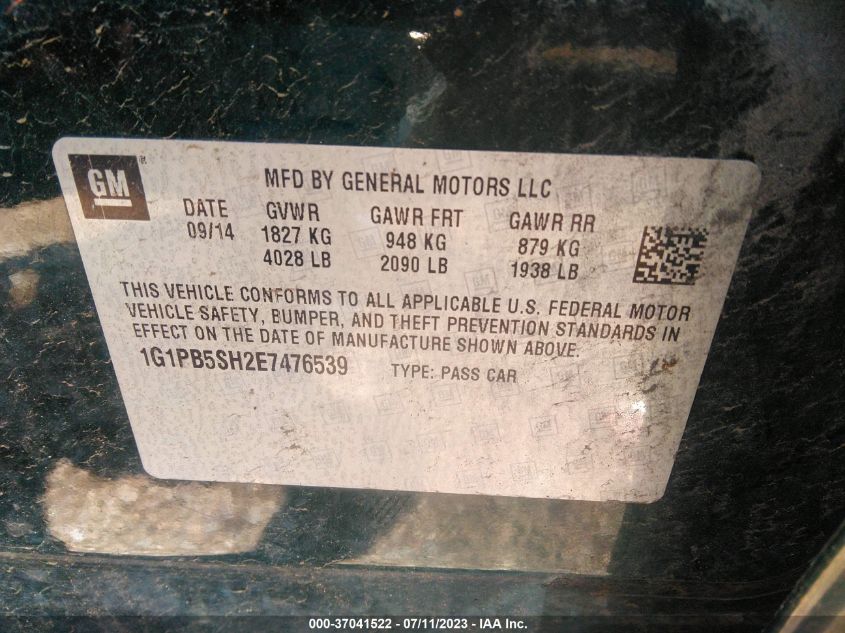 GM ®
MFD BY GENERAL MOTORS LLC
DATE GVWR GAWR FRT GAWR RR
09/14 1827 KG 948 KG 879 KG
4028 LB 2090 LB 1938 LB
THIS VEHICLE CONFORMS TO ALL APPLICABLE U.S. FEDERAL MOTOR
VEHICLE SAFETY, BUMPER, AND THEFT PREVENTION STANDARDS IN
EFFECT ON THE DATE OF MANUFACTURE SHOWN ABOVE.
1G1PB5SH2E7476539 TYPE: PASS CAR
000-37041522 - 07/11/2023 - IAA Inc.